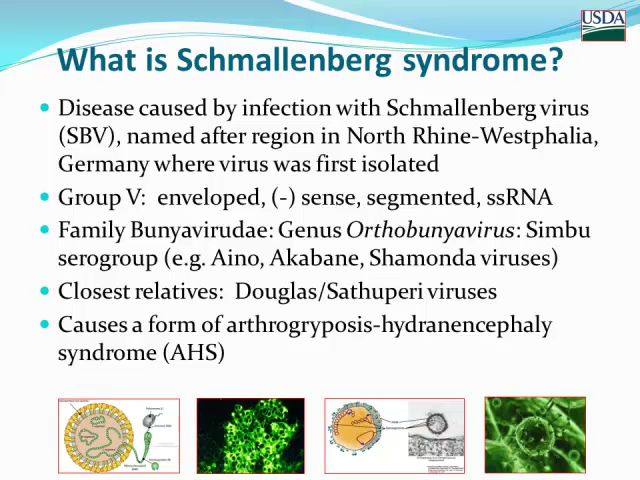 USDA
What is Schmallenberg syndrome?
• Disease caused by infection with Schmallenberg virus
(SBV), named after region in North Rhine-Westphalia,
Germany where virus was first isolated
• Group V: enveloped, (-) sense, segmented, ssRNA
• Family Bunyavirudae: Genus Orthobunyavirus: Simbu
serogroup (e.g. Aino, Akabane, Shamonda viruses)
• Closest relatives: Douglas/Sathuperi viruses
• Causes a form of arthrogryposis-hydranencephaly
syndrome (AHS)